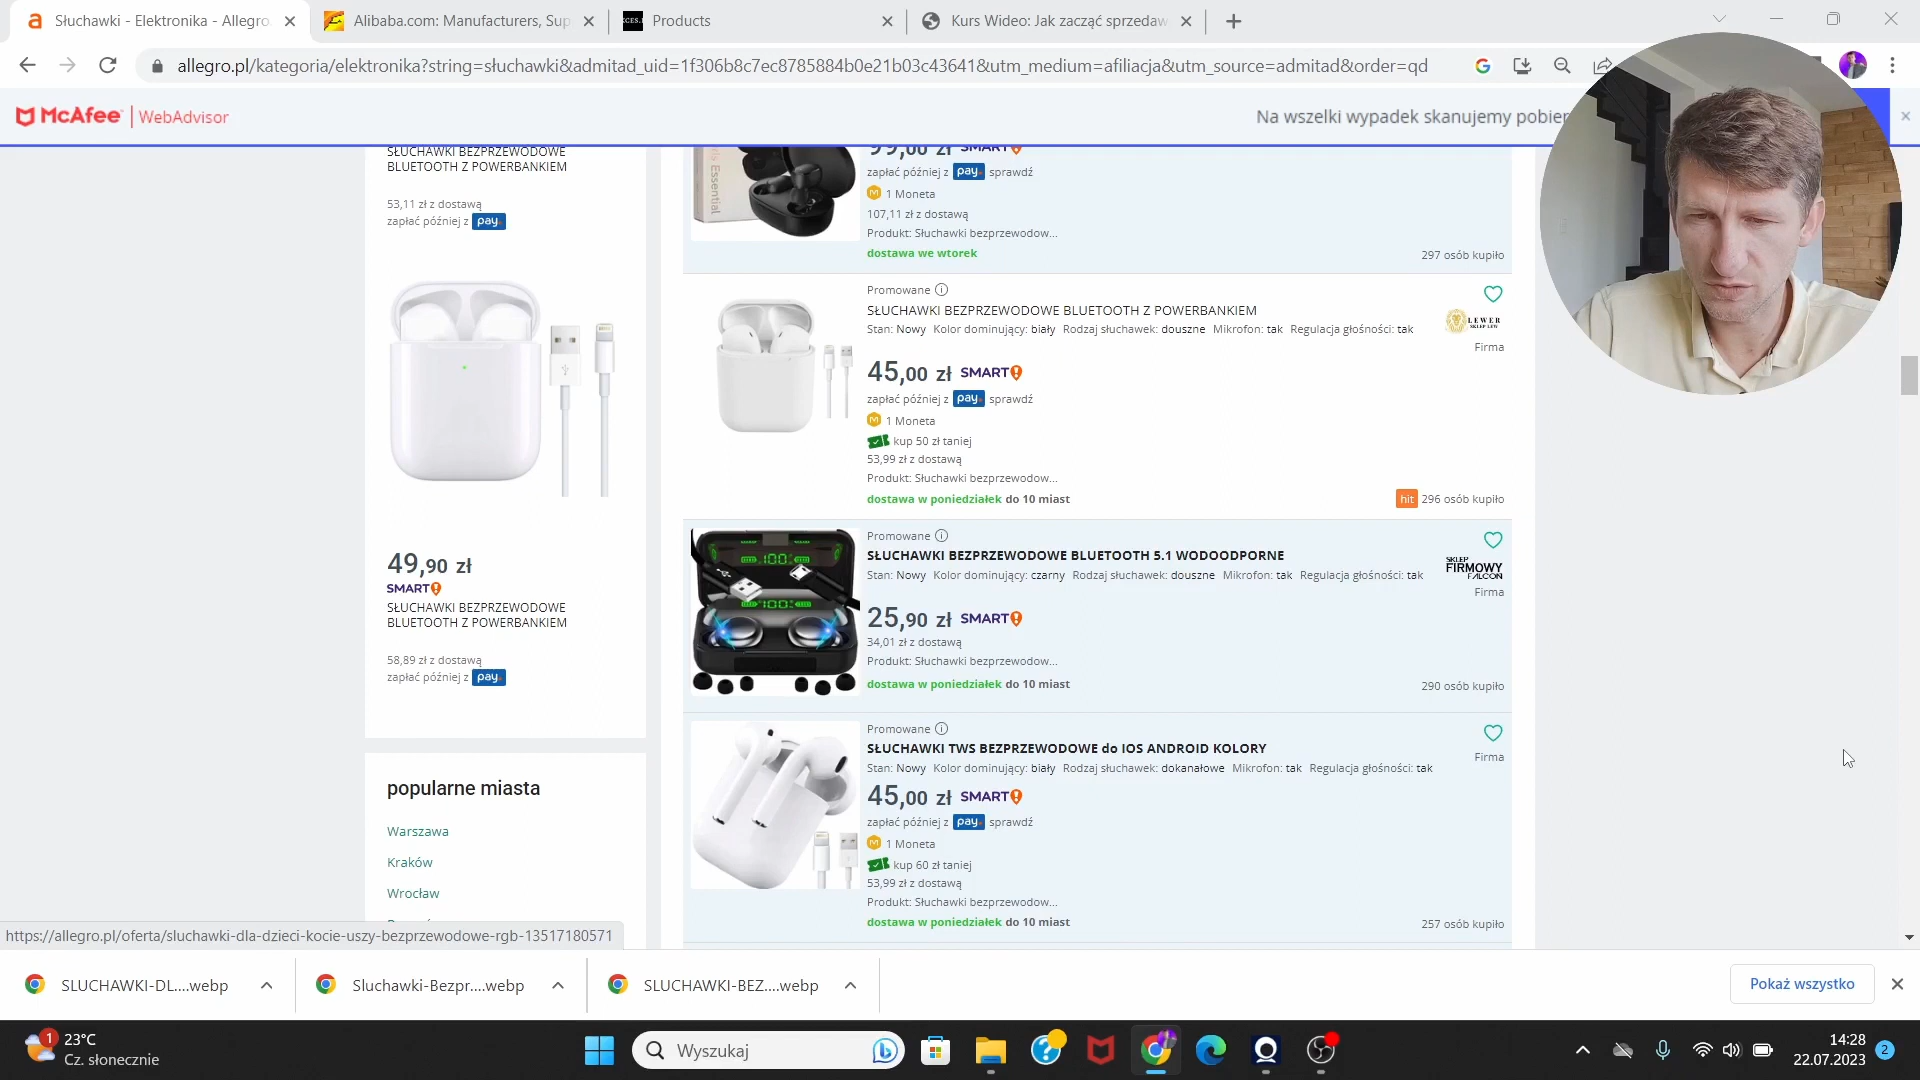 Słuchawki - Elektronika - Allegro.
Alibaba.com: Manufacturers, Sup
Products
Kurs Wideo: Jak zacząć sprzedaw
allegro.pl/kategoria/elektronika?string=słuchawki&admitad_uid=1f306b8c7ec8785884b0e21b03c43641&utm_medium=afiliacja&utm_source=admitad&order=qd
McAfee | WebAdvisor
Na wszelki wypadek skanujemy pobier
SŁUCHAWKI BEZPRZEWODOWE
BLUETOOTH Z POWERBANKIEM
53,11 zł z dostawą
zapłać później z pay
49,90 zł
SMART!
SŁUCHAWKI BEZPRZEWODOWE
BLUETOOTH Z POWERBANKIEM
58,89 zł z dostawą
zapłać później z pay
popularne miasta
Warszawa
Kraków
Wrocław
Essential
99,00 zł SMART!
zapłać później z pay sprawdź
1 Moneta
107,11 zł z dostawą
Produkt: Słuchawki bezprzewodow...
dostawa we wtorek
297 osób kupiło
Promowane
SŁUCHAWKI BEZPRZEWODOWE BLUETOOTH Z POWERBANKIEM
Stan: Nowy Kolor dominujący: biały Rodzaj słuchawek: douszne Mikrofon: tak Regulacja głośności: tak
LEWER
SKLEP LEW
Firma
45,00 zł SMART!
zapłać później z pay sprawdź
1 Moneta
kup 50 zł taniej
53,99 zł z dostawą
Produkt: Słuchawki bezprzewodow...
dostawa w poniedziałek do 10 miast
hit 296 osób kupiło
Promowane
SŁUCHAWKI BEZPRZEWODOWE BLUETOOTH 5.1 WODOODPORNE
Stan: Nowy Kolor dominujący: czarny Rodzaj słuchawek: douszne Mikrofon: tak Regulacja głośności: tak
SKLEP
FIRMOWY
FALCON
Firma
25,90 zł SMART!
34,01 zł z dostawą
Produkt: Słuchawki bezprzewodow...
dostawa w poniedziałek do 10 miast
290 osób kupiło
Promowane
SŁUCHAWKI TWS BEZPRZEWODOWE do IOS ANDROID KOLORY
Stan: Nowy Kolor dominujący: biały Rodzaj słuchawek: dokanałowe Mikrofon: tak Regulacja głośności: tak
Firma
45,00 zł SMART!
zapłać później z pay sprawdź
1 Moneta
kup 60 zł taniej
53,99 zł z dostawą
Produkt: Słuchawki bezprzewodow...
dostawa w poniedziałek do 10 miast
257 osób kupiło
https://allegro.pl/oferta/sluchawki-dla-dzieci-kocie-uszy-bezprzewodowe-rgb-13517180571
SLUCHAWKI-DL....webp
Sluchawki-Bezpr....webp
SLUCHAWKI-BEZ....webp
Pokaż wszystko
1
23°C
Cz. słonecznie
Wyszukaj
14:28
22.07.2023
2